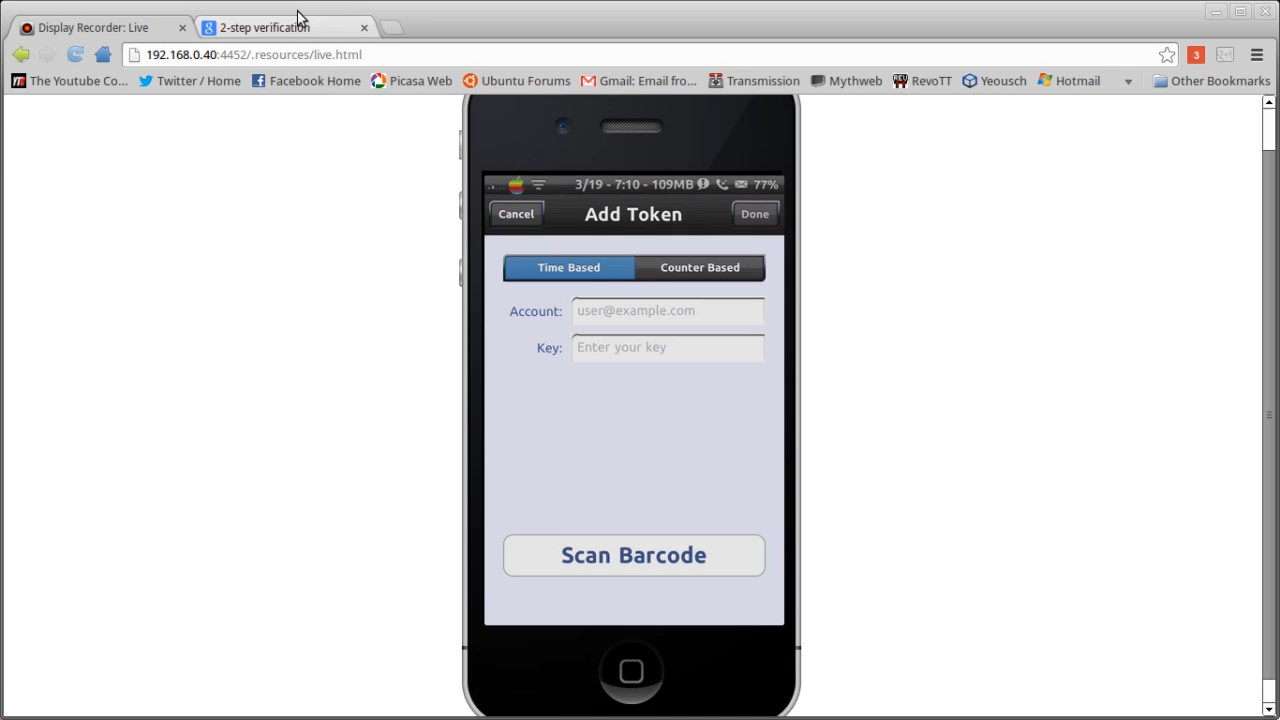 Display Recorder: Live
2-step verification
192.168.0.40:4452/.resources/live.html
3
The Youtube Co...
Twitter / Home
Facebook Home
Picasa Web
Ubuntu Forums
Gmail: Email fro...
Transmission
Mythweb
RevoTT
Yeousch
Hotmail
Other Bookmarks
3/19 - 7:10 - 109MB
77%
Cancel
Add Token
Done
Time Based
Counter Based
Account:
user@example.com
Key:
Enter your key
Scan Barcode